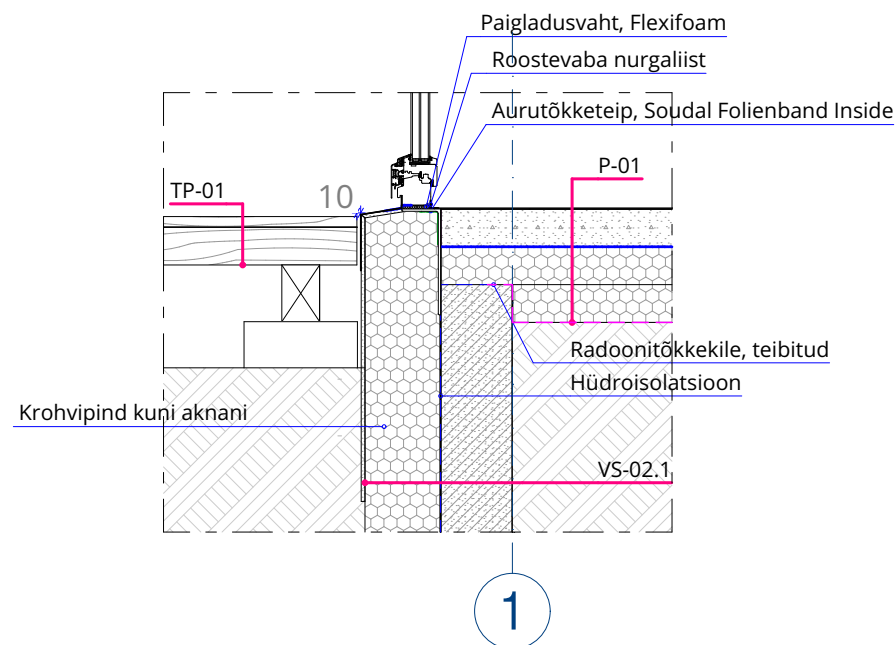 Paigladusvaht, Flexifoam
Roostevaba nurgaliist
Aurutõkketeip, Soudal Folienband Inside
P-01
TP-01
10
Radoonitõkkekile, teibitud
Hüdroisolatsioon
Krohvipind kuni aknani
VS-02.1
1